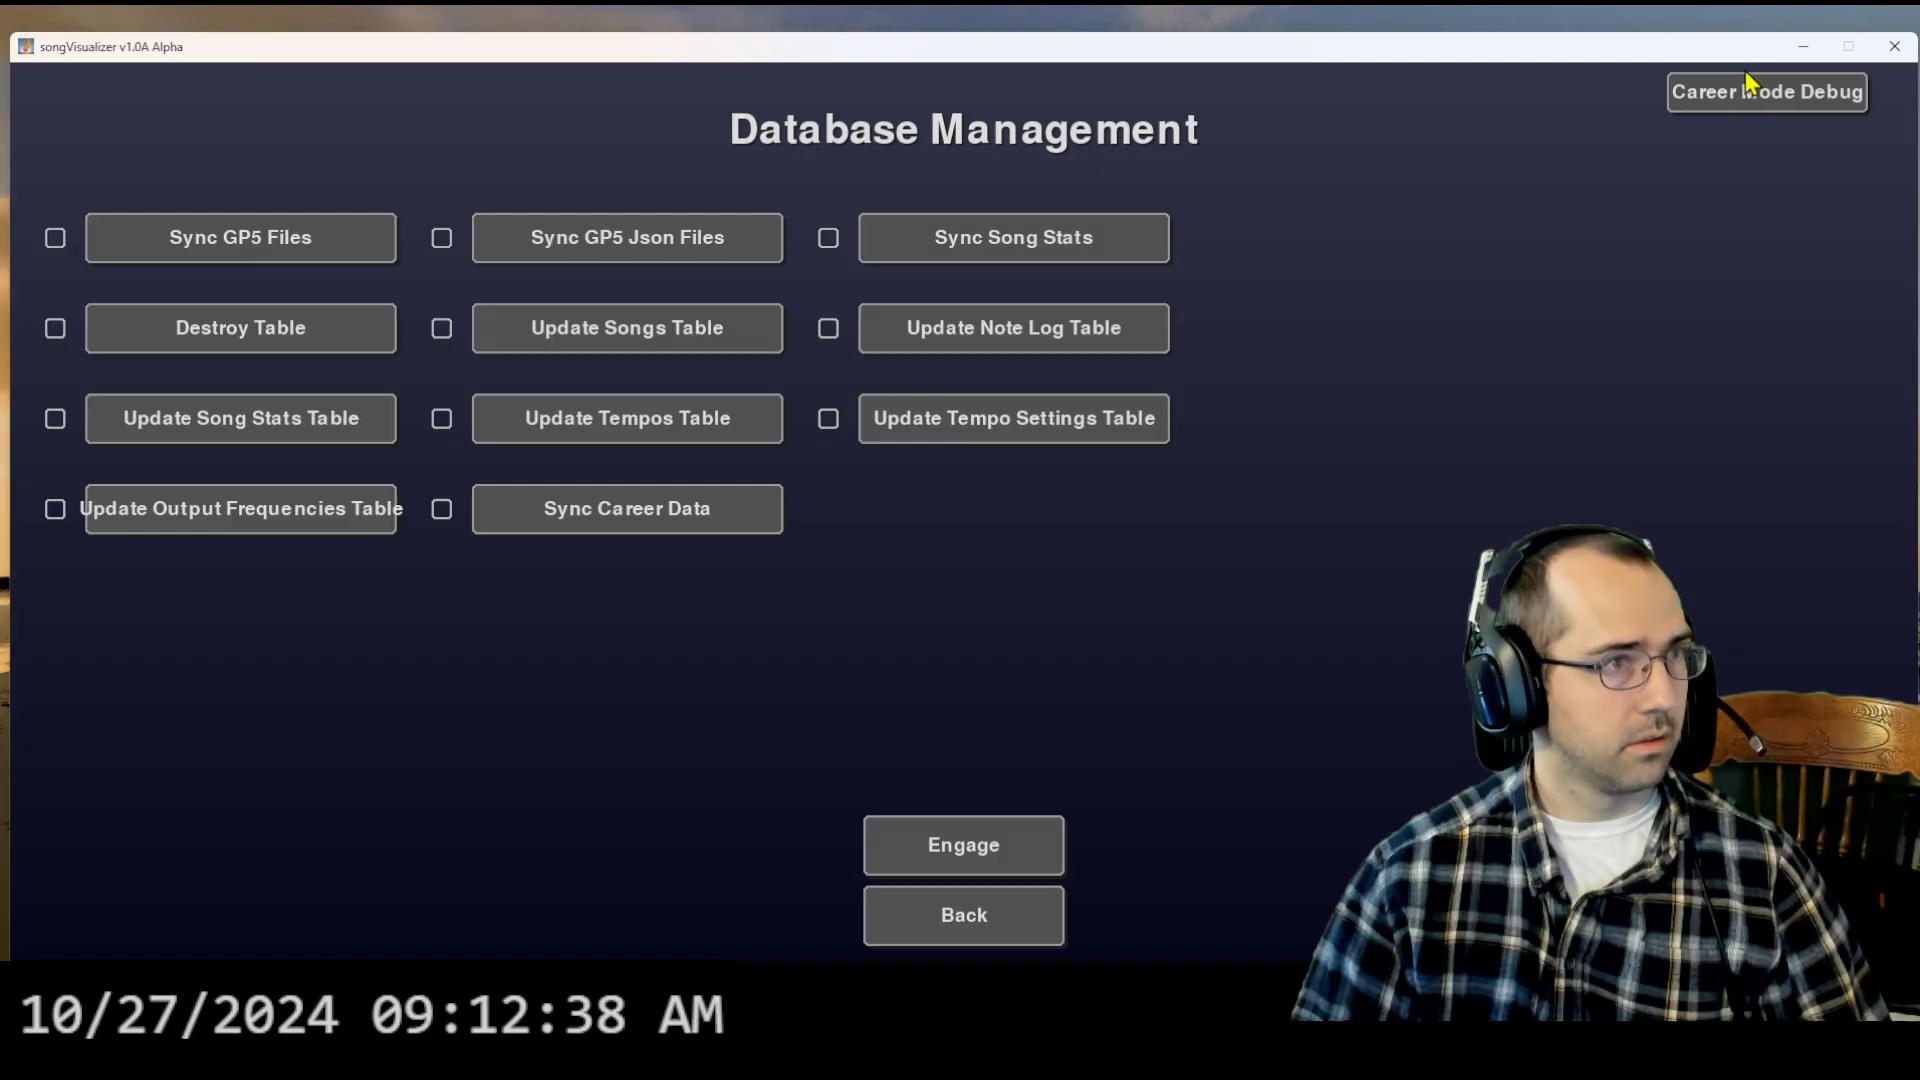 songVisualizer v1.0A Alpha
Career Mode Debug
Database Management
Sync GP5 Files
Sync GP5 Json Files
Sync Song Stats
Destroy Table
Update Songs Table
Update Note Log Table
Update Song Stats Table
Update Tempos Table
Update Tempo Settings Table
Update Output Frequencies Table
Sync Career Data
Engage
Back
10/27/2024 09:12:38 AM